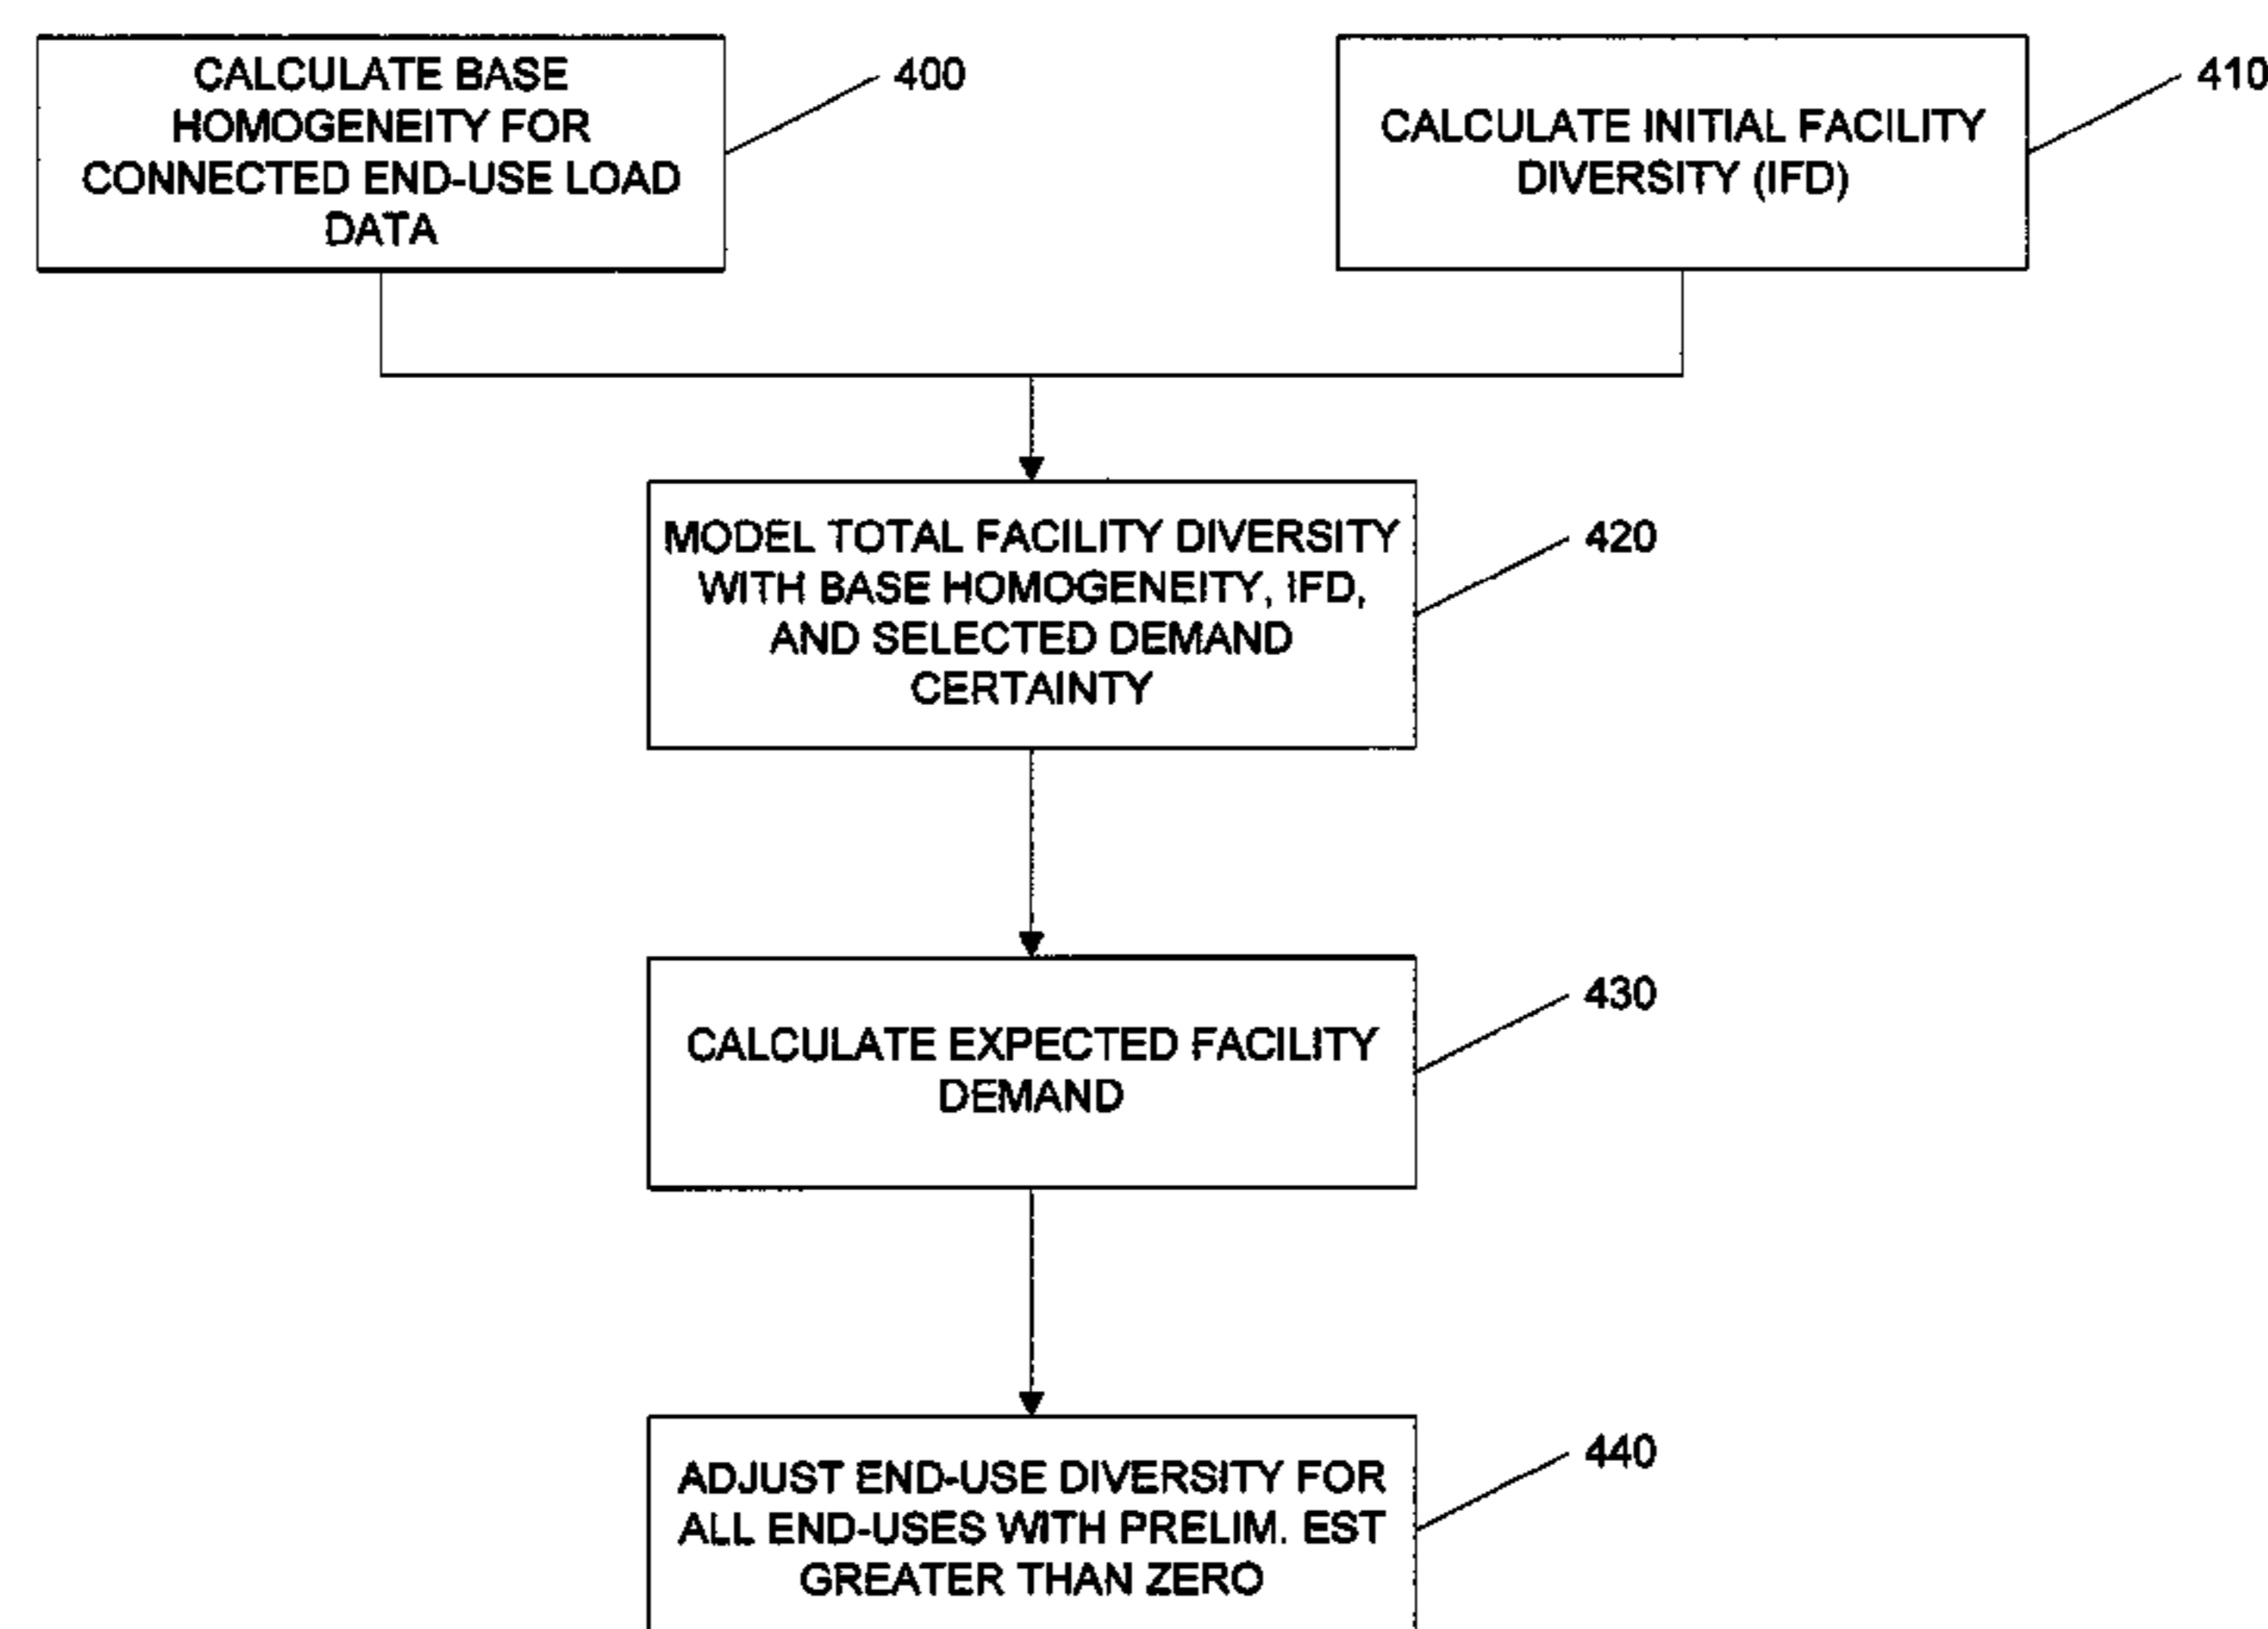 CALCULATE BASE
HOMOGENEITY FOR
CONNECTED END-USE LOAD
DATA
400
CALCULATE INITIAL FACILITY
DIVERSITY (IFD)
410
MODEL TOTAL FACILITY DIVERSITY
WITH BASE HOMOGENEITY, IFD,
AND SELECTED DEMAND
CERTAINTY
420
CALCULATE EXPECTED FACILITY
DEMAND
430
ADJUST END-USE DIVERSITY FOR
ALL END-USES WITH PRELIM. EST
GREATER THAN ZERO
440